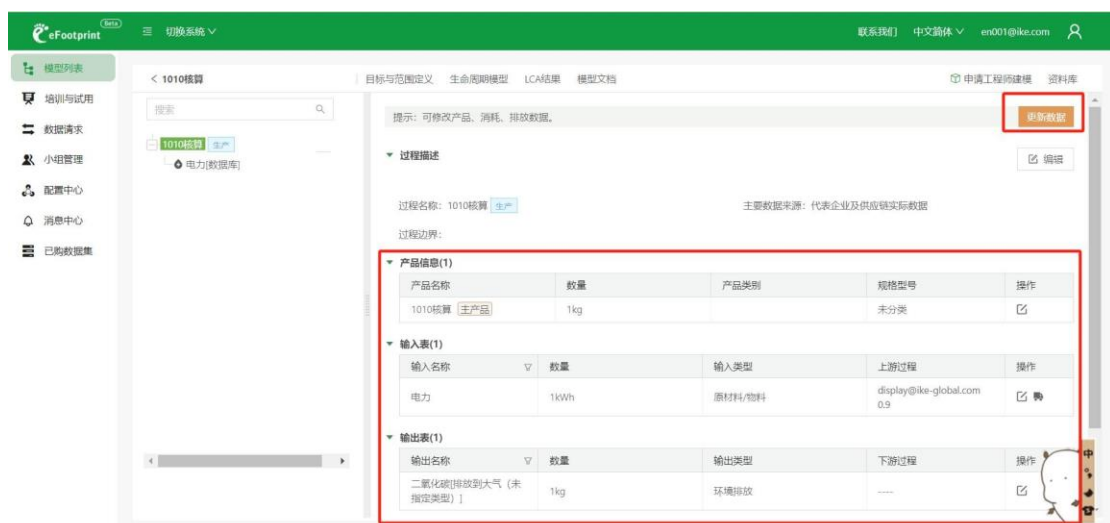 eFootprint Beta 切换系统 联系我们 中文简体 en001@ike.com
模型列表
培训与试用
数据请求
小组管理
配置中心
消息中心
已购数据集
< 1010核算 目标与范围定义 生命周期模型 LCA结果 模型文档 申请工程师建模 资料库
搜索
1010核算 生产
电力[数据库]
提示：可修改产品、消耗、排放数据。 更新数据
过程描述 编辑
过程名称：1010核算 生产 主要数据来源：代表企业及供应链实际数据
过程边界：
产品信息(1)
产品名称 数量 产品类别 规格型号 操作
1010核算 主产品 1kg 未分类
输入表(1)
输入名称 数量 输入类型 上游过程 操作
电力 1kWh 原材料/物料 display@ike-global.com
0.9
输出表(1)
输出名称 数量 输出类型 下游过程 操作
二氧化碳[排放到大气（未
指定类型）] 1kg 环境排放 -----
中